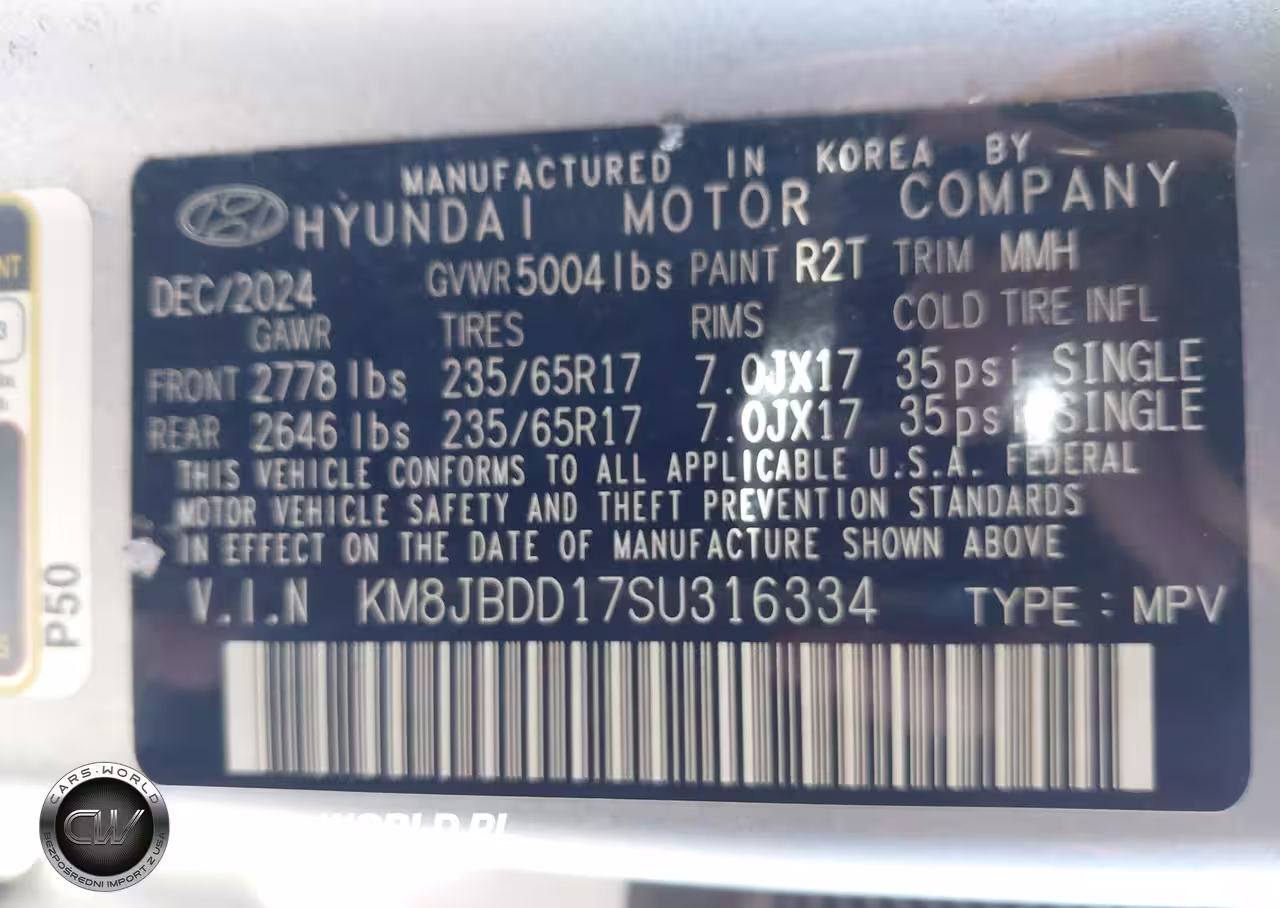 MANUFACTURED IN KOREA BY
HYUNDAI MOTOR COMPANY
DEC/2024 GVWR 5004 lbs PAINT R2T TRIM MMH
GAWR TIRES RIMS COLD TIRE INFL
FRONT 2778 lbs 235/65R17 7.0JX17 35 psi SINGLE
REAR 2646 lbs 235/65R17 7.0JX17 35 psi SINGLE
THIS VEHICLE CONFORMS TO ALL APPLICABLE U.S.A. FEDERAL
MOTOR VEHICLE SAFETY AND THEFT PREVENTION STANDARDS
IN EFFECT ON THE DATE OF MANUFACTURE SHOWN ABOVE
V.I.N KM8JBDD17SU316334 TYPE : MPV
P50
CARS-WORLD
CW
BEZPOŚREDNI IMPORT Z USA